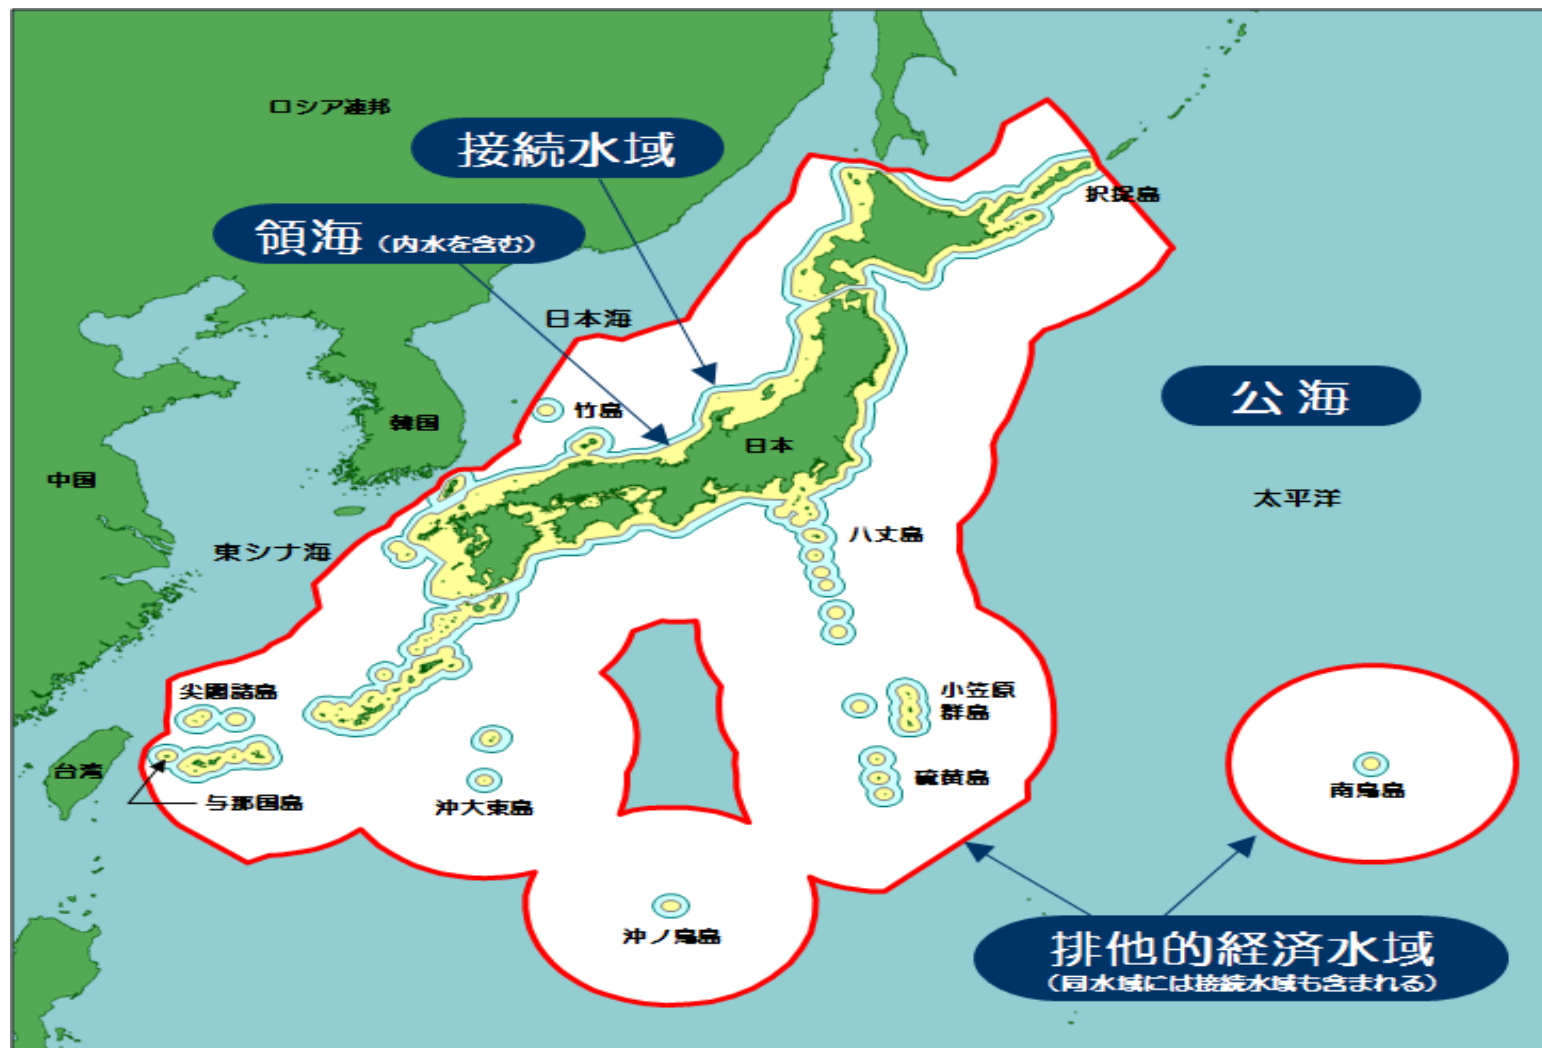 ロシア連邦
接続水域
択捉島
領海（内水を含む）
日本海
竹島
韓国
日本
公海
中国
太平洋
八丈島
東シナ海
尖閣諸島
小笠原
群島
台湾
硫黄島
南鳥島
与那国島
沖大東島
沖ノ鳥島
排他的経済水域
（同水域には接続水域も含まれる）